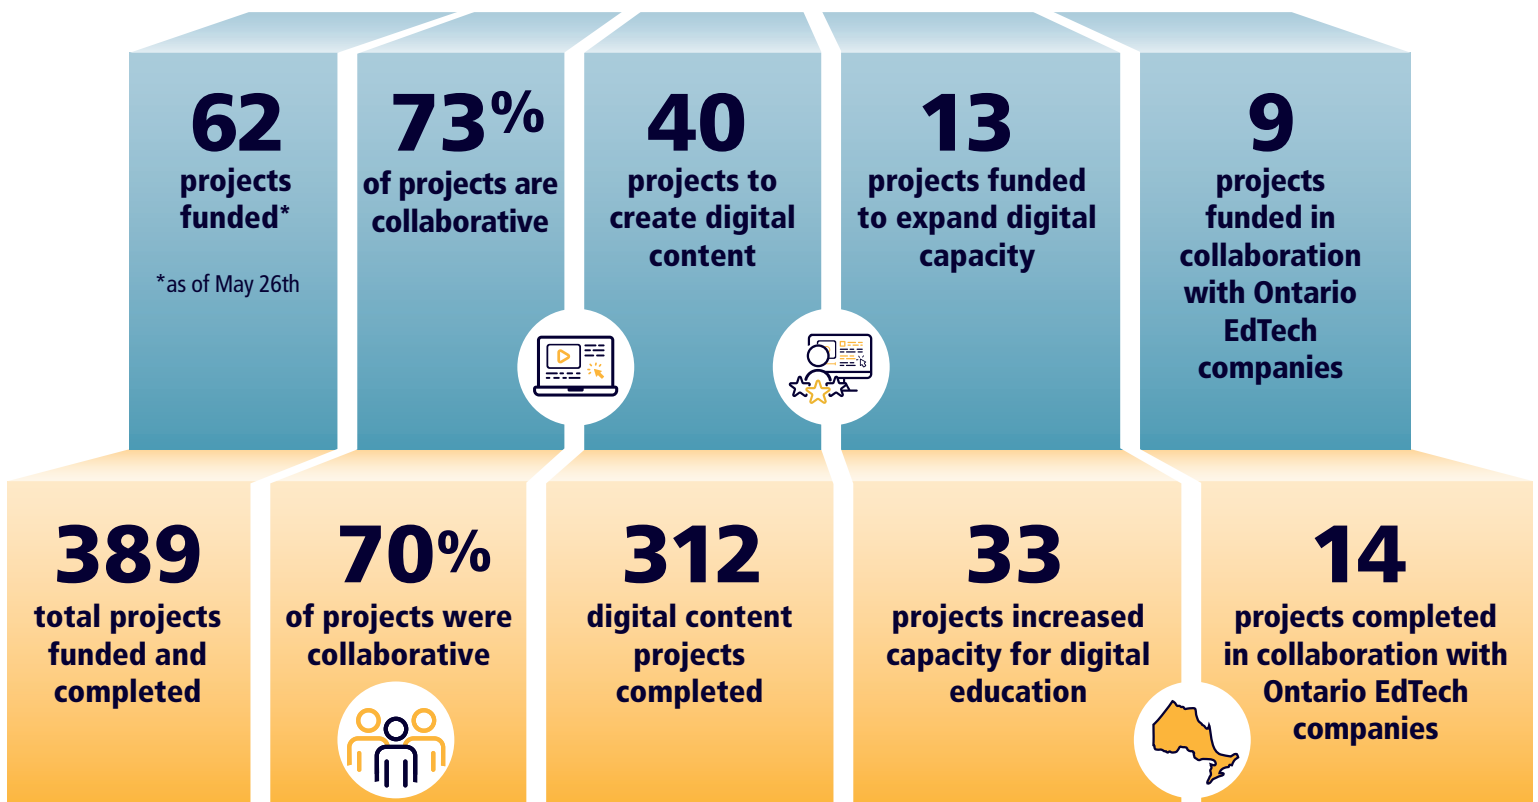 62
projects
funded*
*as of May 26th
73%
of projects are
collaborative
40
projects to
create digital
content
13
projects funded
to expand digital
capacity
9
projects
funded in
collaboration
with Ontario
EdTech
companies
389
total projects
funded and
completed
70%
of projects were
collaborative
312
digital content
projects
completed
33
projects increased
capacity for digital
education
14
projects completed
in collaboration with
Ontario EdTech
companies